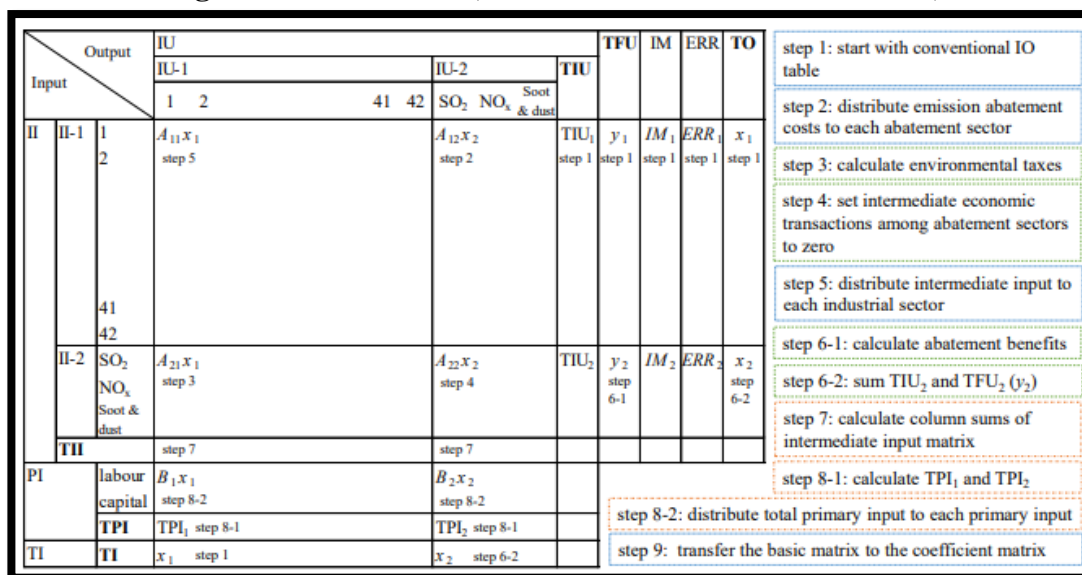 Output
Input
IU
TFU IM ERR TO
IU-1 IU-2 TIU
1 2 41 42 SO2 NOx Soot & dust
II II-1 1 A11x1 A12x2 TIU1 y1 IM1 ERR1 x1
2 step 5 step 2 step 1 step 1 step 1 step 1 step 1
41
42
II-2 SO2 A21x1 A22x2 TIU2 y2 IM2 ERR2 x2
NOx step 3 step 4 step 6-1 step 6-2
Soot &
dust
TII step 7 step 7
PI labour B1x1 B2x2
capital step 8-2 step 8-2
TPI TPI1 step 8-1 TPI2 step 8-1
TI TI x1 step 1 x2 step 6-2
step 1: start with conventional IO
table
step 2: distribute emission abatement
costs to each abatement sector
step 3: calculate environmental taxes
step 4: set intermediate economic
transactions among abatement sectors
to zero
step 5: distribute intermediate input to
each industrial sector
step 6-1: calculate abatement benefits
step 6-2: sum TIU2 and TFU2 (y2)
step 7: calculate column sums of
intermediate input matrix
step 8-1: calculate TPI1 and TPI2
step 8-2: distribute total primary input to each primary input
step 9: transfer the basic matrix to the coefficient matrix